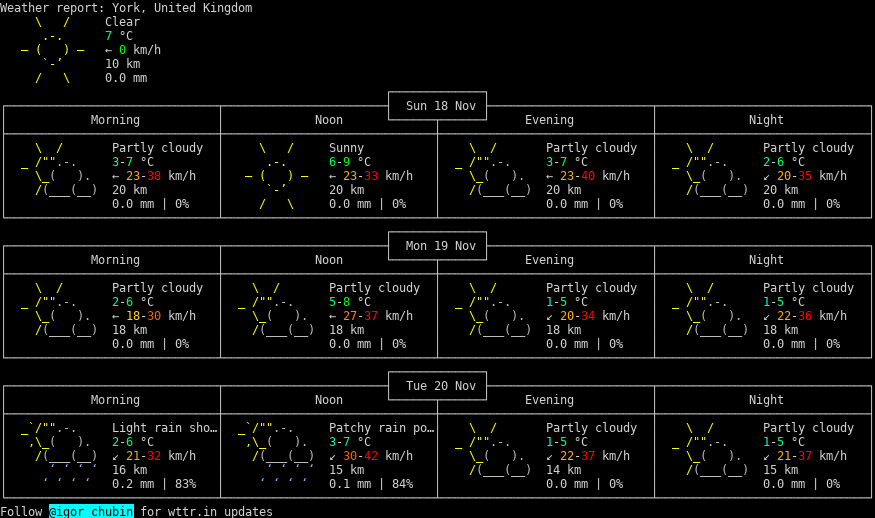 Weather report: York, United Kingdom
Clear
7 °C
← 0 km/h
10 km
0.0 mm
Sun 18 Nov
Morning Noon Evening Night
Partly cloudy Sunny Partly cloudy Partly cloudy
3-7 °C 6-9 °C 3-7 °C 2-6 °C
← 23-38 km/h ← 23-33 km/h ← 23-40 km/h ↙ 20-35 km/h
20 km 20 km 20 km 20 km
0.0 mm | 0% 0.0 mm | 0% 0.0 mm | 0% 0.0 mm | 0%
Mon 19 Nov
Morning Noon Evening Night
Partly cloudy Partly cloudy Partly cloudy Partly cloudy
2-6 °C 5-8 °C 1-5 °C 1-5 °C
← 18-30 km/h ← 27-37 km/h ↙ 20-34 km/h ↙ 22-36 km/h
18 km 18 km 18 km 18 km
0.0 mm | 0% 0.0 mm | 0% 0.0 mm | 0% 0.0 mm | 0%
Tue 20 Nov
Morning Noon Evening Night
Light rain sho… Patchy rain po… Partly cloudy Partly cloudy
2-6 °C 3-7 °C 1-5 °C 1-5 °C
↙ 21-32 km/h ↙ 30-42 km/h ↙ 22-37 km/h ↙ 21-37 km/h
16 km 15 km 14 km 15 km
0.2 mm | 83% 0.1 mm | 84% 0.0 mm | 0% 0.0 mm | 0%
Follow @igor_chubin for wttr.in updates